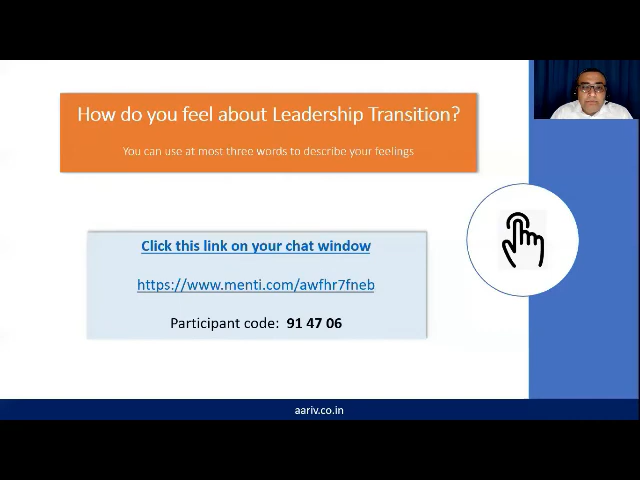 How do you feel about Leadership Transition?
You can use at most three words to describe your feelings
Click this link on your chat window
https://www.menti.com/awfhr7fneb
Participant code: 91 47 06
aariv.co.in